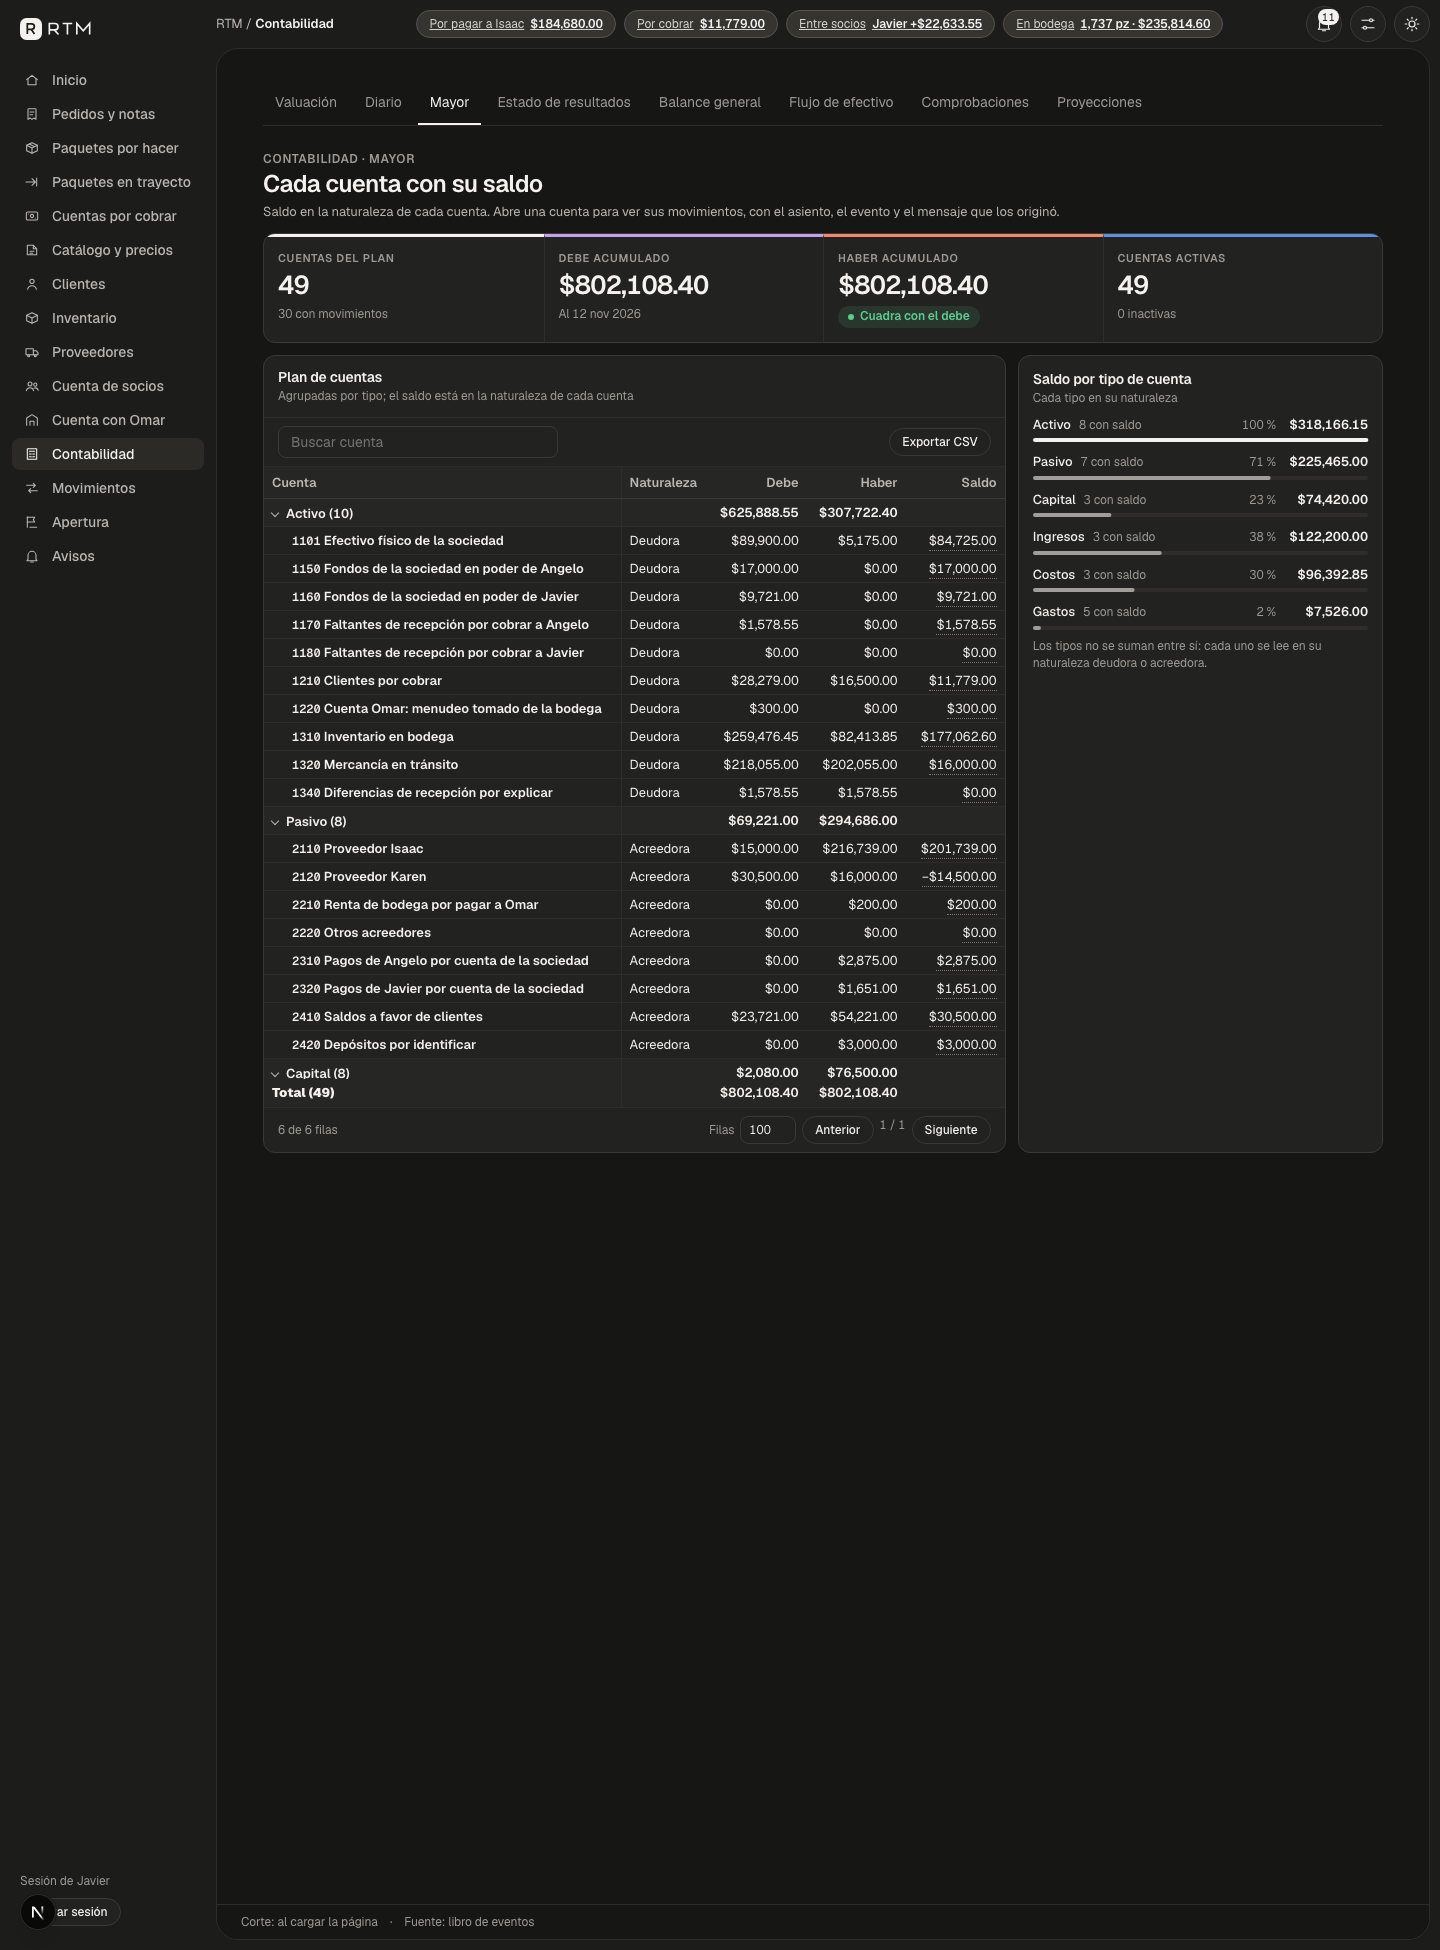 R RTM
RTM / Contabilidad
Por pagar a Isaac $184,680.00
Por cobrar $11,779.00
Entre socios Javier +$22,633.55
En bodega 1,737 pz · $235,814.60
11
Inicio
Pedidos y notas
Paquetes por hacer
Paquetes en trayecto
Cuentas por cobrar
Catálogo y precios
Clientes
Inventario
Proveedores
Cuenta de socios
Cuenta con Omar
Contabilidad
Movimientos
Apertura
Avisos
Valuación Diario Mayor Estado de resultados Balance general Flujo de efectivo Comprobaciones Proyecciones
CONTABILIDAD · MAYOR
Cada cuenta con su saldo
Saldo en la naturaleza de cada cuenta. Abre una cuenta para ver sus movimientos, con el asiento, el evento y el mensaje que los originó.
CUENTAS DEL PLAN
49
30 con movimientos
DEBE ACUMULADO
$802,108.40
Al 12 nov 2026
HABER ACUMULADO
$802,108.40
Cuadra con el debe
CUENTAS ACTIVAS
49
0 inactivas
Plan de cuentas
Agrupadas por tipo; el saldo está en la naturaleza de cada cuenta
Buscar cuenta
Exportar CSV
Cuenta Naturaleza Debe Haber Saldo
Activo (10) $625,888.55 $307,722.40
1101 Efectivo físico de la sociedad Deudora $89,900.00 $5,175.00 $84,725.00
1150 Fondos de la sociedad en poder de Angelo Deudora $17,000.00 $0.00 $17,000.00
1160 Fondos de la sociedad en poder de Javier Deudora $9,721.00 $0.00 $9,721.00
1170 Faltantes de recepción por cobrar a Angelo Deudora $1,578.55 $0.00 $1,578.55
1180 Faltantes de recepción por cobrar a Javier Deudora $0.00 $0.00 $0.00
1210 Clientes por cobrar Deudora $28,279.00 $16,500.00 $11,779.00
1220 Cuenta Omar: menudeo tomado de la bodega Deudora $300.00 $0.00 $300.00
1310 Inventario en bodega Deudora $259,476.45 $82,413.85 $177,062.60
1320 Mercancía en tránsito Deudora $218,055.00 $202,055.00 $16,000.00
1340 Diferencias de recepción por explicar Deudora $1,578.55 $1,578.55 $0.00
Pasivo (8) $69,221.00 $294,686.00
2110 Proveedor Isaac Acreedora $15,000.00 $216,739.00 $201,739.00
2120 Proveedor Karen Acreedora $30,500.00 $16,000.00 −$14,500.00
2210 Renta de bodega por pagar a Omar Acreedora $0.00 $200.00 $200.00
2220 Otros acreedores Acreedora $0.00 $0.00 $0.00
2310 Pagos de Angelo por cuenta de la sociedad Acreedora $0.00 $2,875.00 $2,875.00
2320 Pagos de Javier por cuenta de la sociedad Acreedora $0.00 $1,651.00 $1,651.00
2410 Saldos a favor de clientes Acreedora $23,721.00 $54,221.00 $30,500.00
2420 Depósitos por identificar Acreedora $0.00 $3,000.00 $3,000.00
Capital (8) $2,080.00 $76,500.00
Total (49) $802,108.40 $802,108.40
6 de 6 filas
Filas 100 Anterior 1 / 1 Siguiente
Saldo por tipo de cuenta
Cada tipo en su naturaleza
Activo 8 con saldo 100 % $318,166.15
Pasivo 7 con saldo 71 % $225,465.00
Capital 3 con saldo 23 % $74,420.00
Ingresos 3 con saldo 38 % $122,200.00
Costos 3 con saldo 30 % $96,392.85
Gastos 5 con saldo 2 % $7,526.00
Los tipos no se suman entre sí: cada uno se lee en su
naturaleza deudora o acreedora.
Sesión de Javier
N ar sesión
Corte: al cargar la página · Fuente: libro de eventos